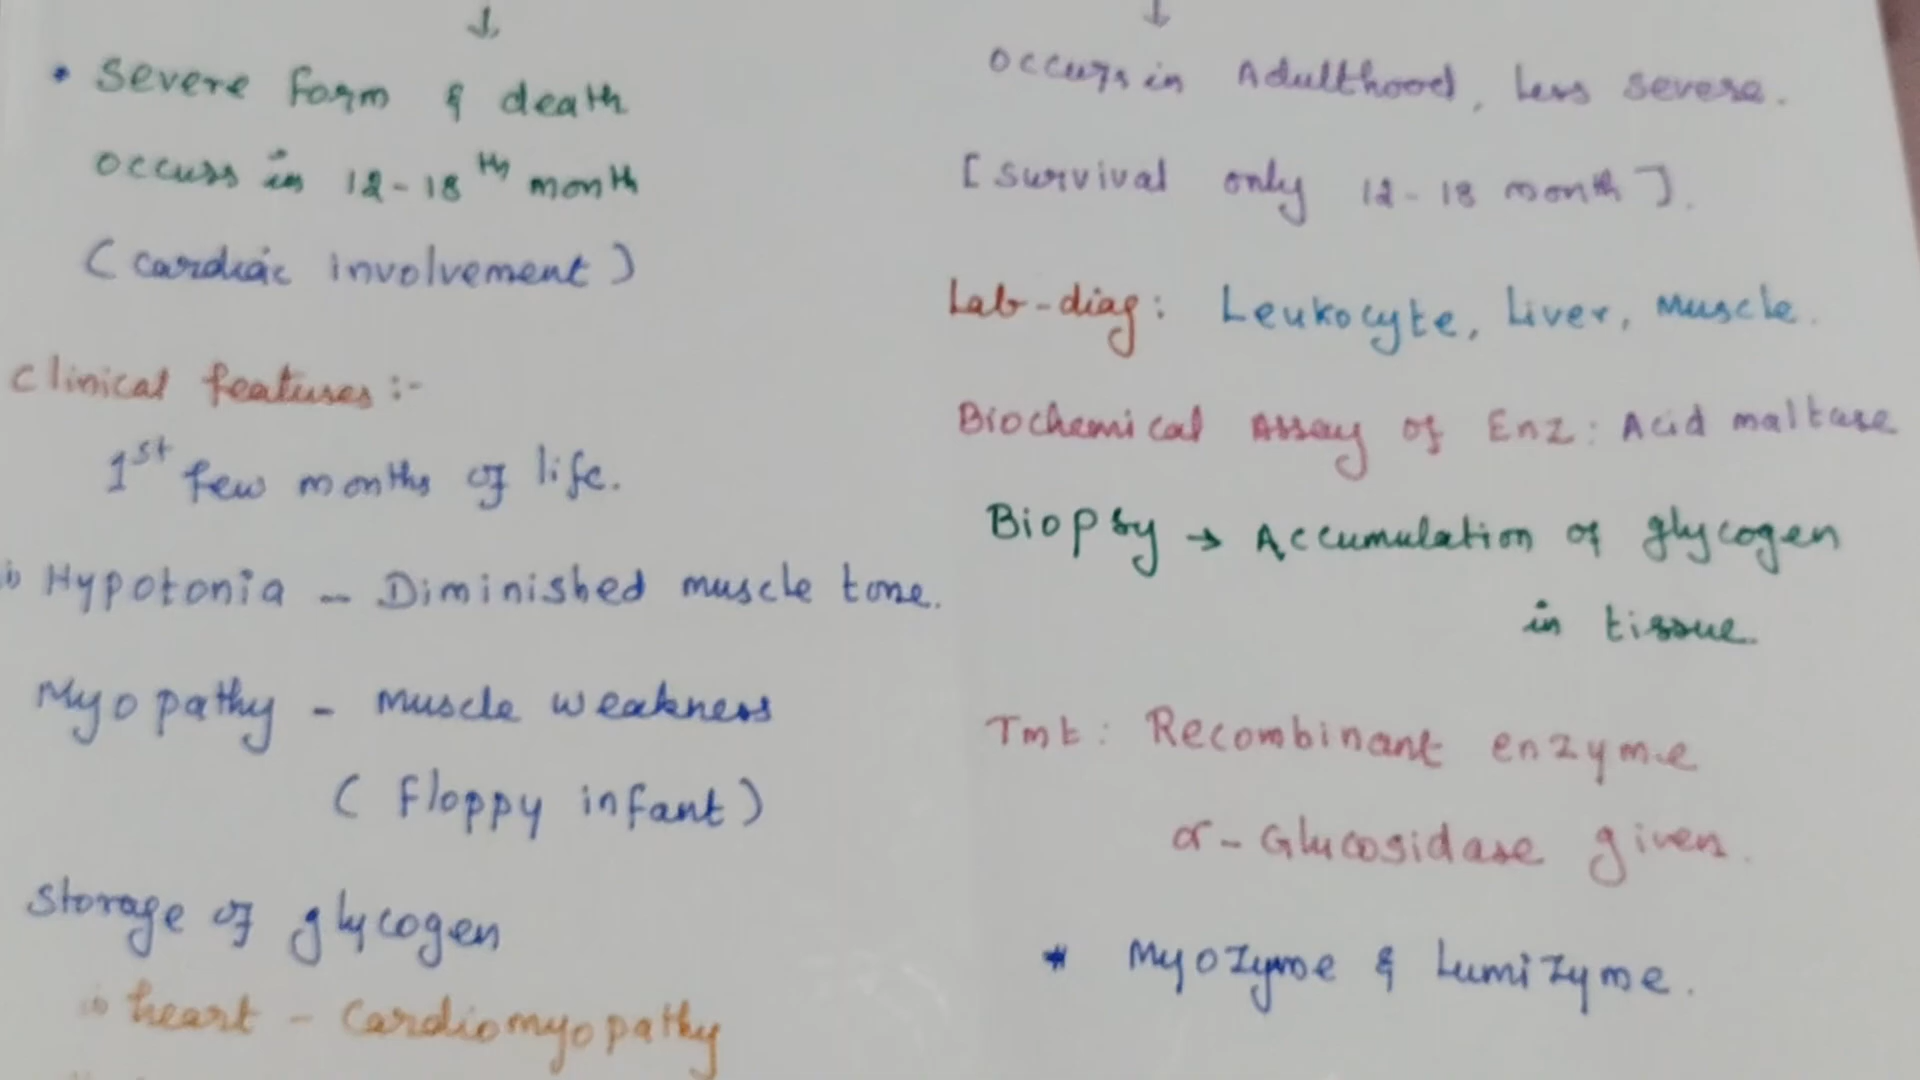 ↓
• Severe form & death
occurs in 12-18th month
(cardiac involvement)
Clinical features :-
1st few months of life.
i) Hypotonia - Diminished muscle tone.
Myopathy - Muscle weakness
(Floppy infant)
Storage of glycogen
heart - Cardiomyopathy
↓
occurs in Adulthood, Less severe.
[survival only 12-18 month].
Lab-diag: Leukocyte, Liver, Muscle.
Biochemical Assay of Enz: Acid maltase
Biopsy → Accumulation of glycogen
in tissue.
Tmt: Recombinant enzyme
α-Glucosidase given.
* Myozyme & Lumizyme.